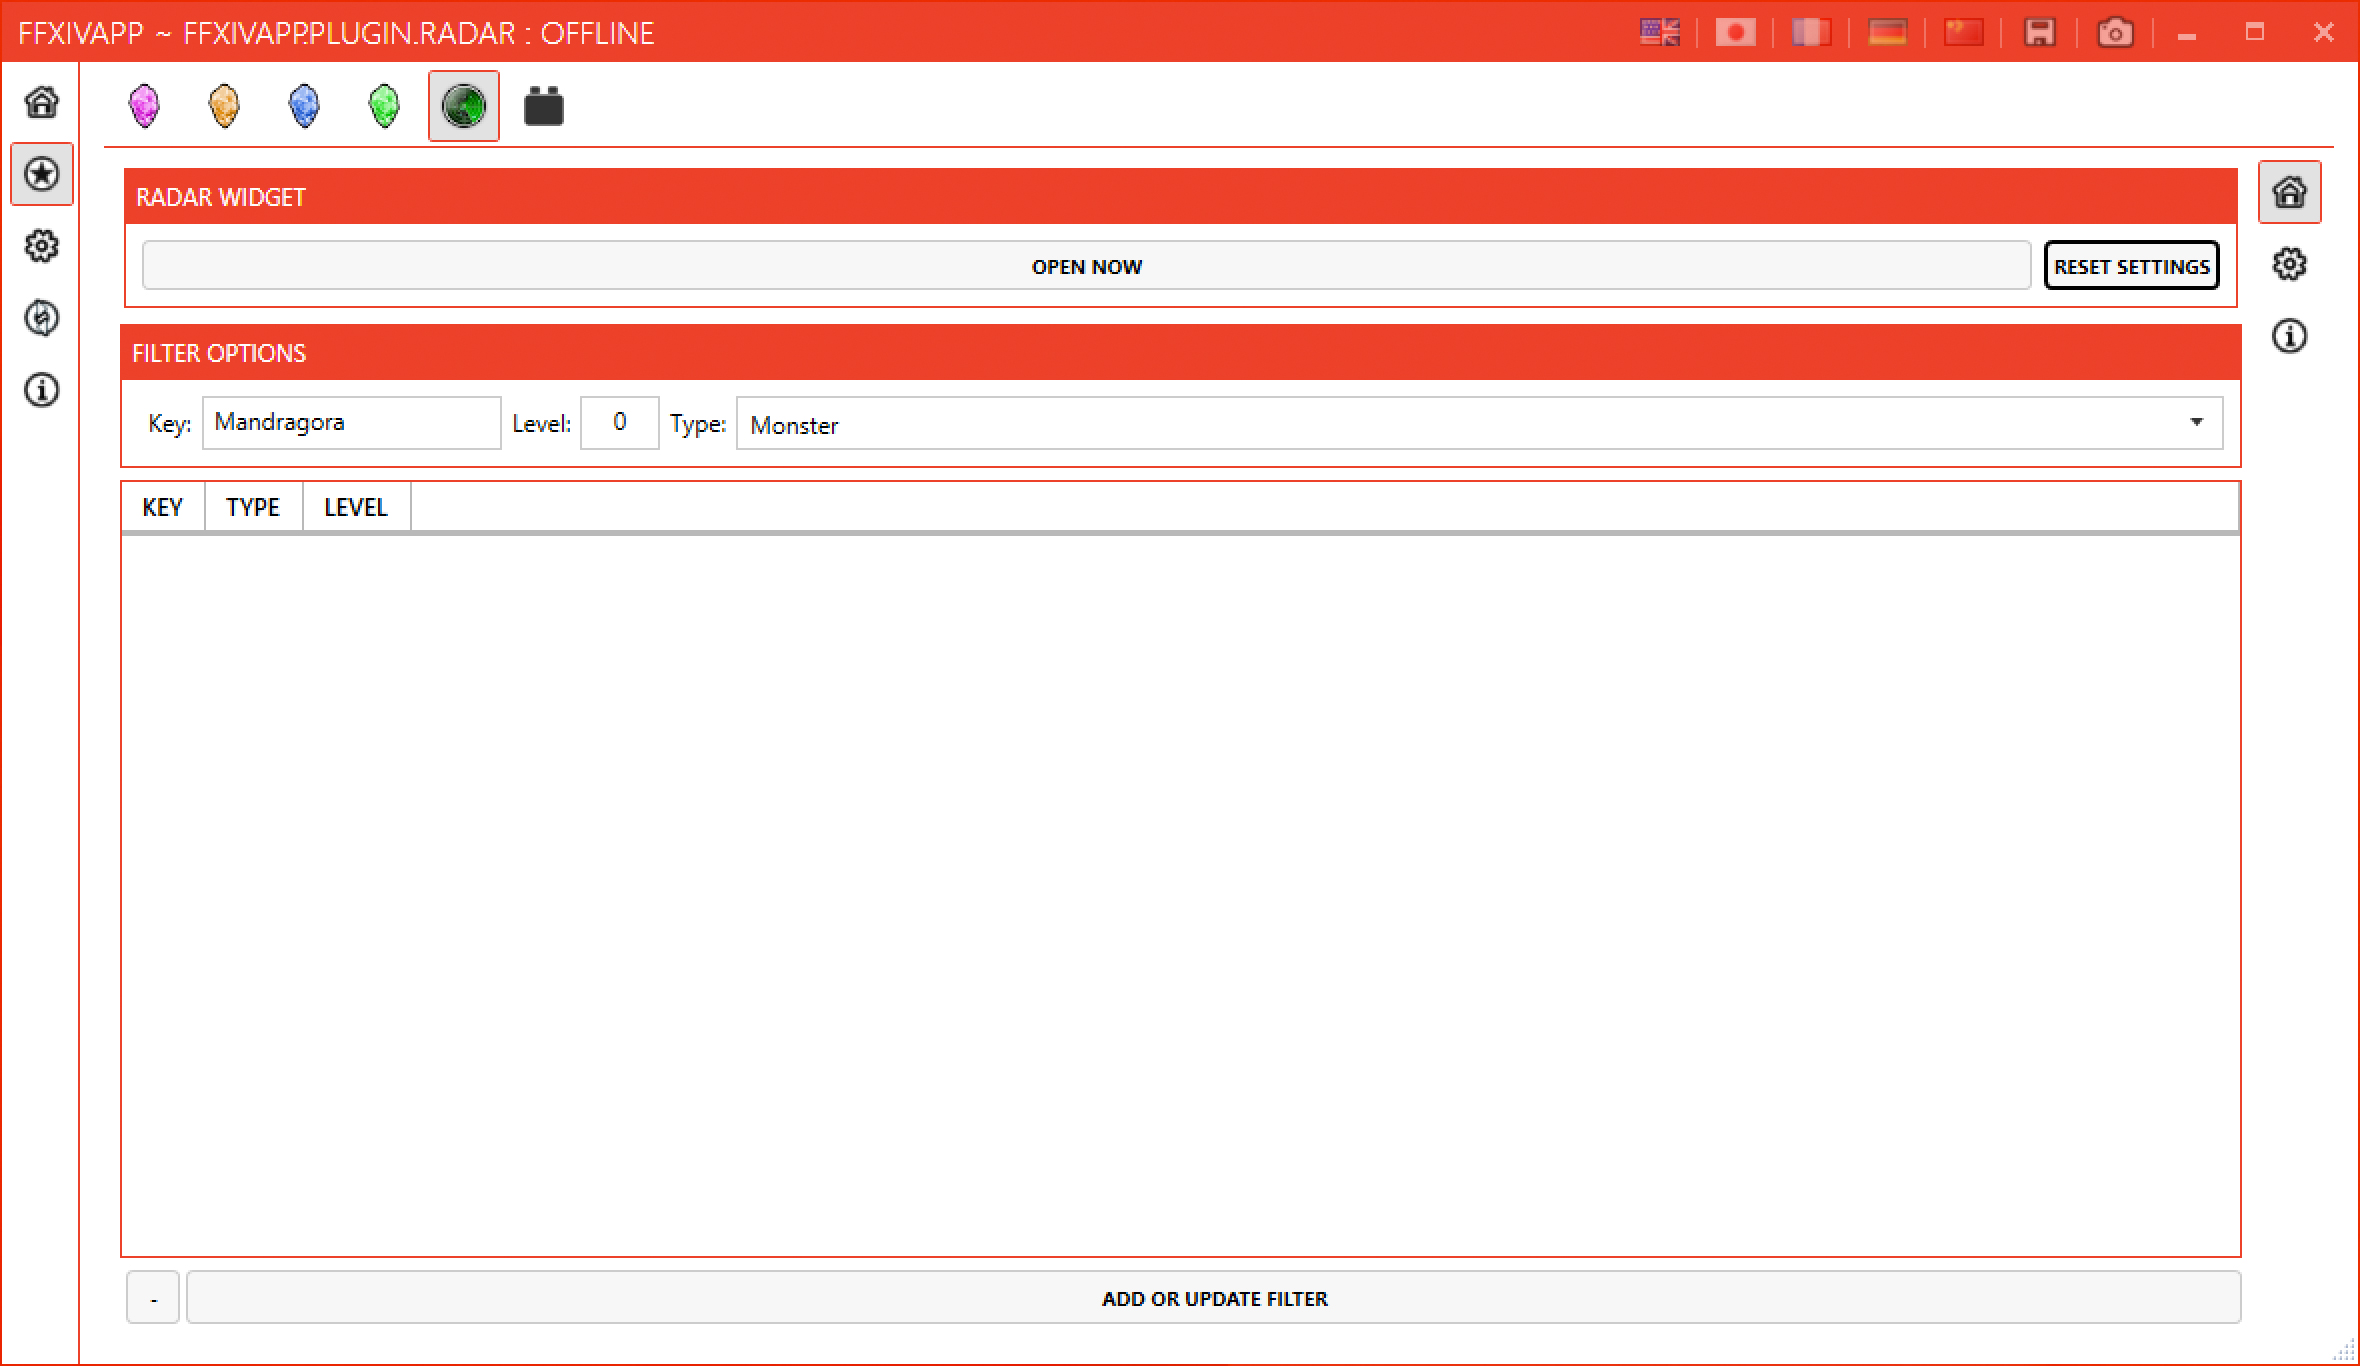 FFXIVAPP ~ FFXIVAPP.PLUGIN.RADAR : OFFLINE
RADAR WIDGET
OPEN NOW
RESET SETTINGS
FILTER OPTIONS
Key: Mandragora Level: 0 Type: Monster
KEY TYPE LEVEL
- ADD OR UPDATE FILTER